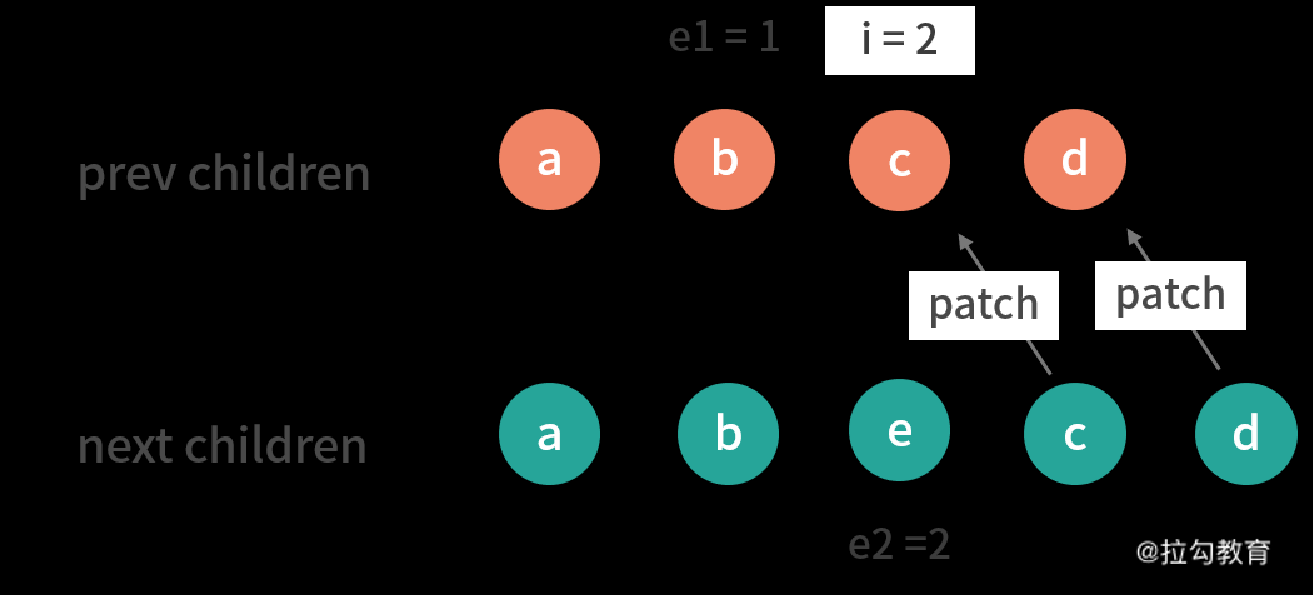 e1 = 1
i = 2
prev children
a
b
c
d
patch
patch
next children
a
b
e
c
d
e2 =2
@拉勾教育